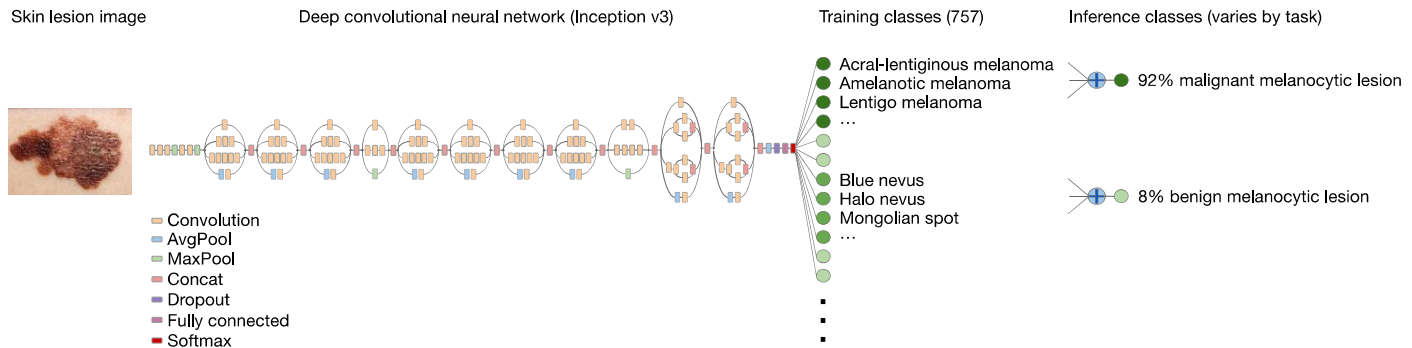 Skin lesion image
Deep convolutional neural network (Inception v3)
Training classes (757)
Inference classes (varies by task)
Acral-lentiginous melanoma
Amelanotic melanoma
Lentigo melanoma
…
Blue nevus
Halo nevus
Mongolian spot
…
92% malignant melanocytic lesion
8% benign melanocytic lesion
Convolution
AvgPool
MaxPool
Concat
Dropout
Fully connected
Softmax